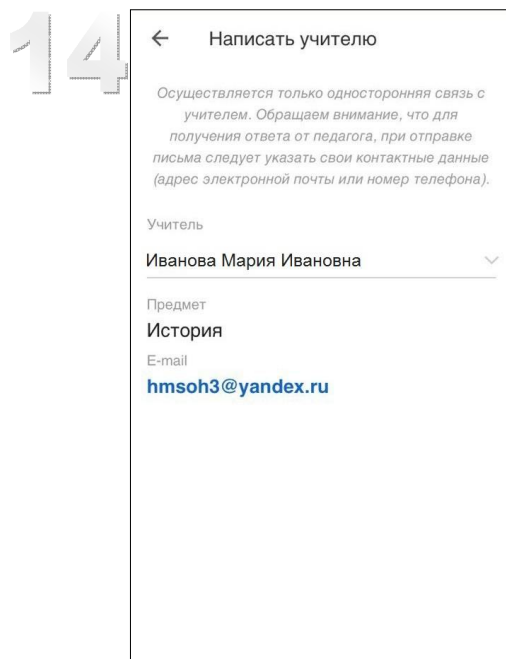 14
Написать учителю
Осуществляется только односторонняя связь с
учителем. Обращаем внимание, что для
получения ответа от педагога, при отправке
письма следует указать свои контактные данные
(адрес электронной почты или номер телефона).
Учитель
Иванова Мария Ивановна
Предмет
История
E-mail
hmsoh3@yandex.ru